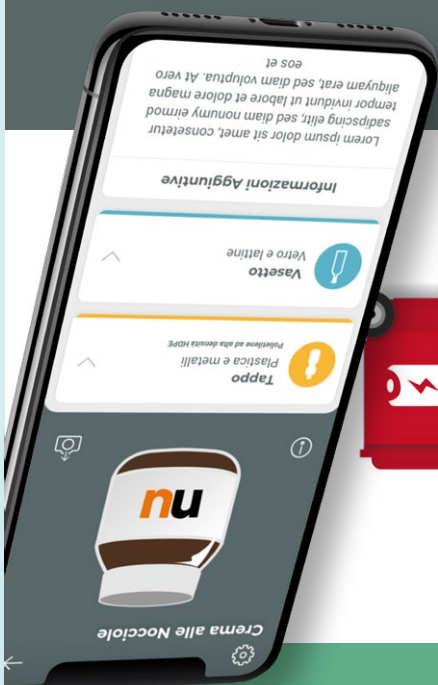 Crema alle Nocciole
nu
Tappo
Plastica e metalli
Polietilene ad alta densità HDPE
Vasetto
Vetro e lattine
Informazioni Aggiuntive
Lorem ipsum dolor sit amet, consetetur
sadipscing elitr, sed diam nonumy eirmod
tempor invidunt ut labore et dolore magna
aliquyam erat, sed diam voluptua. At vero
eos et